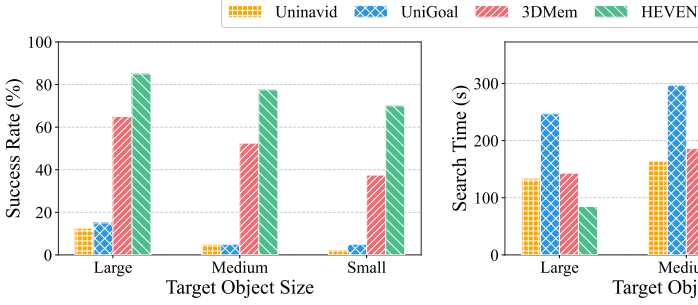 Uninavid UniGoal 3DMem HEVEN
100
80
60
40
20
0
Success Rate (%)
Large Medium Small
Target Object Size
300
200
100
0
Search Time (s)
Large Mediu
Target Obj